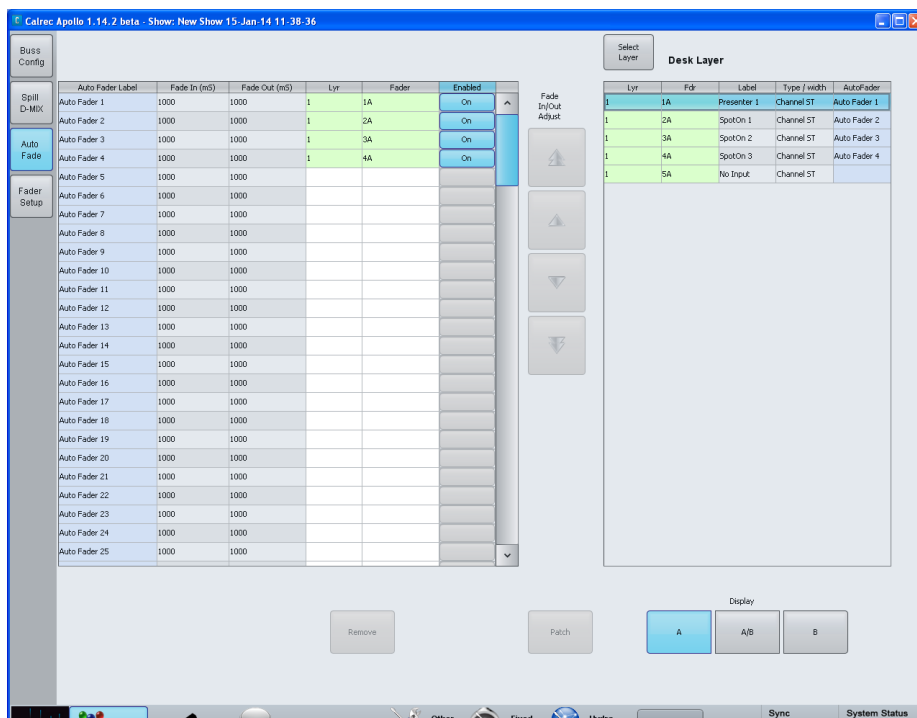 Calrec Apollo 1.14.2 beta - Show: New Show 15-Jan-14 11-38-36
Buss Config
Spill D-MIX
Auto Fade
Fader Setup
Select Layer
Desk Layer
Auto Fader Label Fade In (mS) Fade Out (mS) Lyr Fader Enabled
Auto Fader 1 1000 1000 1 1A On
Auto Fader 2 1000 1000 1 2A On
Auto Fader 3 1000 1000 1 3A On
Auto Fader 4 1000 1000 1 4A On
Auto Fader 5 1000 1000
Auto Fader 6 1000 1000
Auto Fader 7 1000 1000
Auto Fader 8 1000 1000
Auto Fader 9 1000 1000
Auto Fader 10 1000 1000
Auto Fader 11 1000 1000
Auto Fader 12 1000 1000
Auto Fader 13 1000 1000
Auto Fader 14 1000 1000
Auto Fader 15 1000 1000
Auto Fader 16 1000 1000
Auto Fader 17 1000 1000
Auto Fader 18 1000 1000
Auto Fader 19 1000 1000
Auto Fader 20 1000 1000
Auto Fader 21 1000 1000
Auto Fader 22 1000 1000
Auto Fader 23 1000 1000
Auto Fader 24 1000 1000
Auto Fader 25 1000 1000
Fade In/Out Adjust
Lyr Fdr Label Type / width AutoFader
1 1A Presenter 1 Channel ST Auto Fader 1
1 2A SpotOn 1 Channel ST Auto Fader 2
1 3A SpotOn 2 Channel ST Auto Fader 3
1 4A SpotOn 3 Channel ST Auto Fader 4
1 5A No Input Channel ST
Remove
Patch
Display
A A/B B
Other Fixed Hydra
Sync
System Status